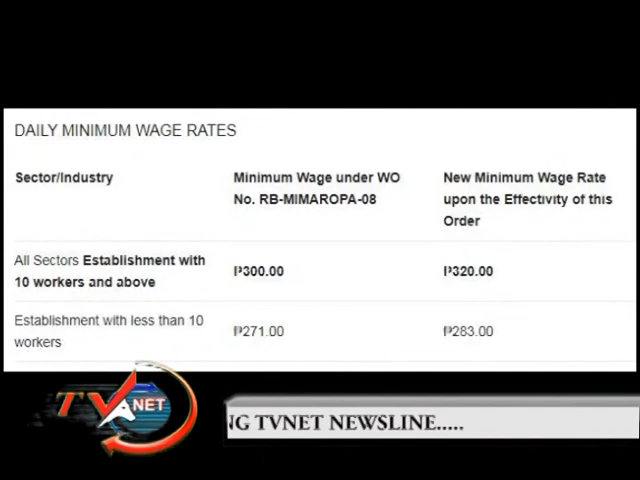 DAILY MINIMUM WAGE RATES
Sector/Industry
Minimum Wage under WO
No. RB-MIMAROPA-08
New Minimum Wage Rate
upon the Effectivity of this
Order
All Sectors Establishment with
10 workers and above
₱300.00
₱320.00
Establishment with less than 10
workers
₱271.00
₱283.00
TV NET
NG TVNET NEWSLINE.....